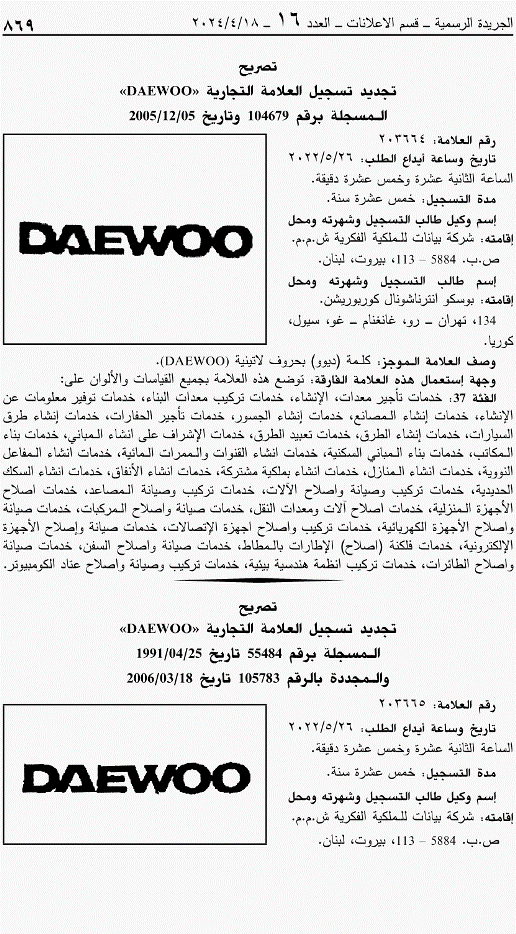 الجريدة الرسمية ــ قسم الاعلانات ــ العدد ١٦ ــ ٢٠٢٤/٤/١٨
٨٦٩
تصريح
تجديد تسجيل العلامة التجارية «DAEWOO»
المسجلة برقم 104679 وتاريخ 2005/12/05
رقم العلامة: ٢٠٣٦٦٤
تاريخ وساعة أيداع الطلب: ٢٠٢٢/٥/٢٦
الساعة الثانية عشرة وخمس عشرة دقيقة.
مدة التسجيل: خمس عشرة سنة.
إسم وكيل طالب التسجيل وشهرته ومحل
إقامته: شركة بيانات للملكية الفكرية ش.م.م.
ص.ب. 5884 – 113، بيروت، لبنان.
إسم طالب التسجيل وشهرته ومحل
إقامته: بوسكو انترناشونال كوربوريشن.
134، تهران ــ رو، غانغنام ــ غو، سيول،
كوريا.
DAEWOO
وصف العلامة الموجز: كلمة (ديوو) بحروف لاتينية (DAEWOO).
وجهة إستعمال هذه العلامة الفارقة: توضع هذه العلامة بجميع القياسات والألوان على:
الفئة 37: خدمات تأجير معدات، الإنشاء، خدمات تركيب معدات البناء، خدمات توفير معلومات عن
الإنشاء، خدمات إنشاء المصانع، خدمات إنشاء الجسور، خدمات تأجير الحفارات، خدمات إنشاء طرق
السيارات، خدمات إنشاء الطرق، خدمات تعبيد الطرق، خدمات الإشراف على انشاء المباني، خدمات بناء
المكاتب، خدمات بناء المباني السكنية، خدمات انشاء القنوات والممرات المائية، خدمات أنشاء المفاعل
النووية، خدمات انشاء المنازل، خدمات أنشاء بملكية مشتركة، خدمات أنشاء الأنفاق، خدمات انشاء السكك
الحديدية، خدمات تركيب وصيانة واصلاح الآلات، خدمات تركيب وصيانة المصاعد، خدمات اصلاح
الأجهزة المنزلية، خدمات اصلاح آلات ومعدات النقل، خدمات صيانة واصلاح المركبات، خدمات صيانة
واصلاح الأجهزة الكهربائية، خدمات تركيب واصلاح اجهزة الإتصالات، خدمات صيانة وإصلاح الأجهزة
الإلكترونية، خدمات فلكنة (اصلاح) الإطارات بالمطاط، خدمات صيانة واصلاح السفن، خدمات صيانة
واصلاح الطائرات، خدمات تركيب انظمة هندسية بيئية، خدمات تركيب وصيانة واصلاح عتاد الكومبيوتر.
تصريح
تجديد تسجيل العلامة التجارية «DAEWOO»
المسجلة برقم 55484 تاريخ 1991/04/25
والمجددة بالرقم 105783 تاريخ 2006/03/18
رقم العلامة: ٢٠٣٦٦٥
تاريخ وساعة أيداع الطلب: ٢٠٢٢/٥/٢٦
الساعة الثانية عشرة وخمس عشرة دقيقة.
مدة التسجيل: خمس عشرة سنة.
إسم وكيل طالب التسجيل وشهرته ومحل
إقامته: شركة بيانات للملكية الفكرية ش.م.م.
ص.ب. 5884 – 113، بيروت، لبنان.
DAEWOO